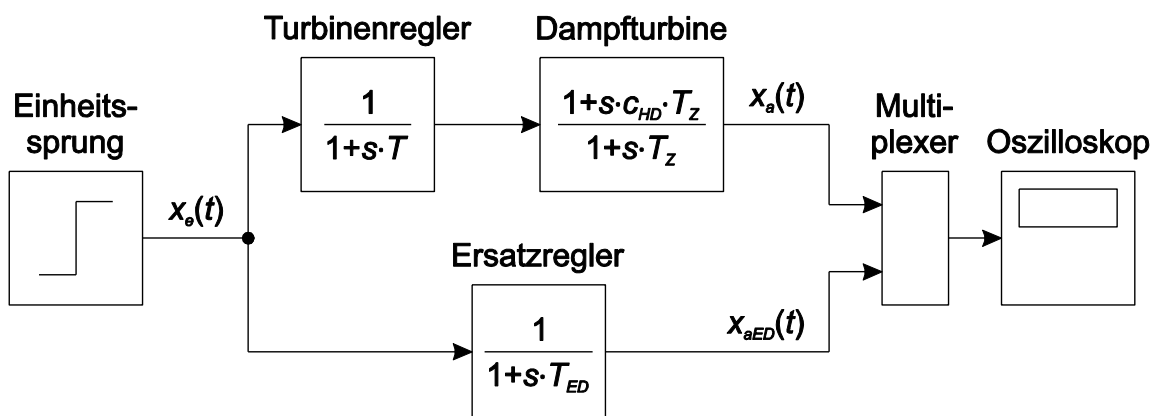 Turbinenregler
Dampfturbine
Einheits-
sprung
1
1+s·T
1+s·c_HD·T_Z
1+s·T_Z
x_a(t)
Multi-
plexer
Oszilloskop
x_e(t)
Ersatzregler
1
1+s·T_ED
x_aED(t)